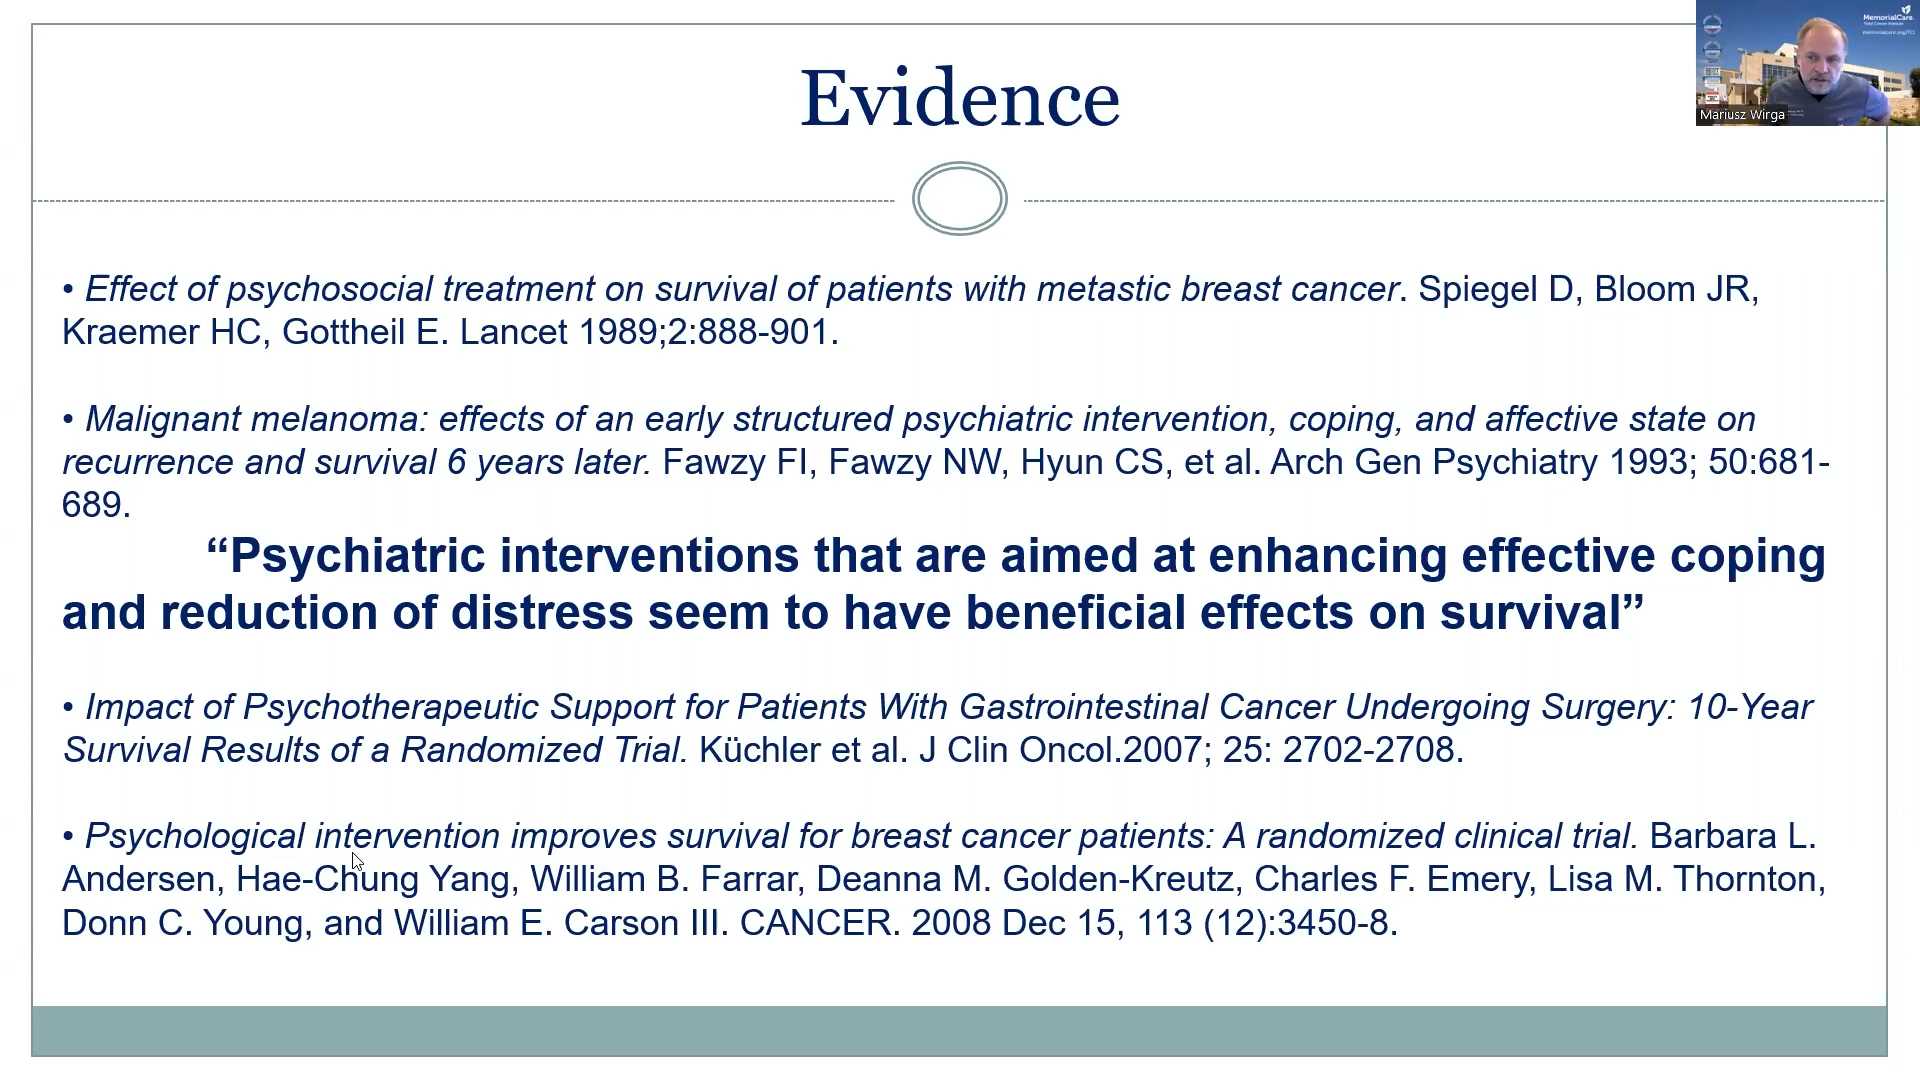 MemorialCare.
Todd Cancer Institute
memorialcare.org/TCI
Mariusz Wirga
Evidence
• Effect of psychosocial treatment on survival of patients with metastic breast cancer. Spiegel D, Bloom JR,
Kraemer HC, Gottheil E. Lancet 1989;2:888-901.
• Malignant melanoma: effects of an early structured psychiatric intervention, coping, and affective state on
recurrence and survival 6 years later. Fawzy FI, Fawzy NW, Hyun CS, et al. Arch Gen Psychiatry 1993; 50:681-
689.
“Psychiatric interventions that are aimed at enhancing effective coping
and reduction of distress seem to have beneficial effects on survival”
• Impact of Psychotherapeutic Support for Patients With Gastrointestinal Cancer Undergoing Surgery: 10-Year
Survival Results of a Randomized Trial. Küchler et al. J Clin Oncol.2007; 25: 2702-2708.
• Psychological intervention improves survival for breast cancer patients: A randomized clinical trial. Barbara L.
Andersen, Hae-Chung Yang, William B. Farrar, Deanna M. Golden-Kreutz, Charles F. Emery, Lisa M. Thornton,
Donn C. Young, and William E. Carson III. CANCER. 2008 Dec 15, 113 (12):3450-8.